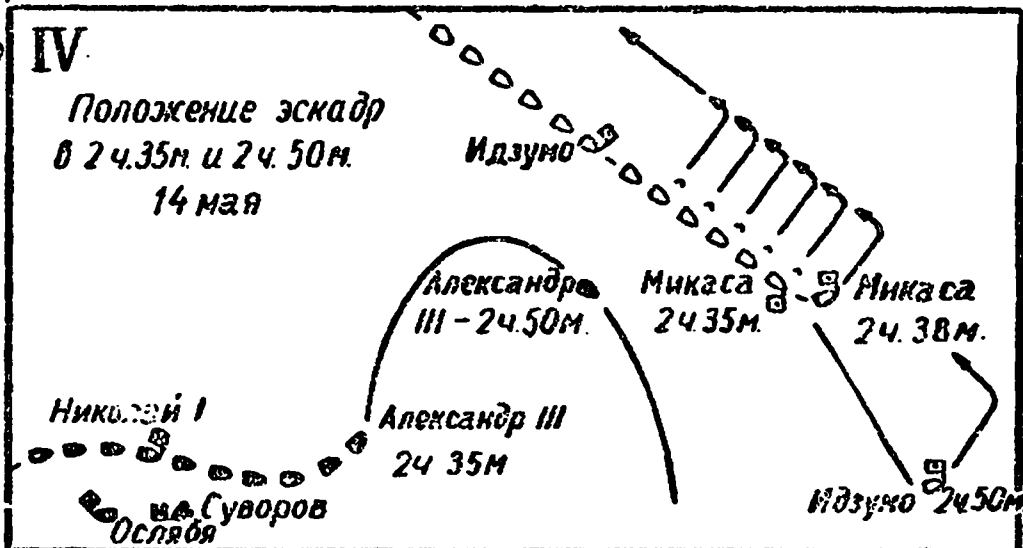 IV
Положение эскадр
в 2 ч.35м. и 2 ч. 50м.
14 мая
Идзумо
Александр
III - 2ч.50м.
Микаса
2ч.35м.
Микаса
2ч. 38м.
Николай I
Александр III
2ч 35м
Суворов
Ослябя
Идзумо 2ч.50м